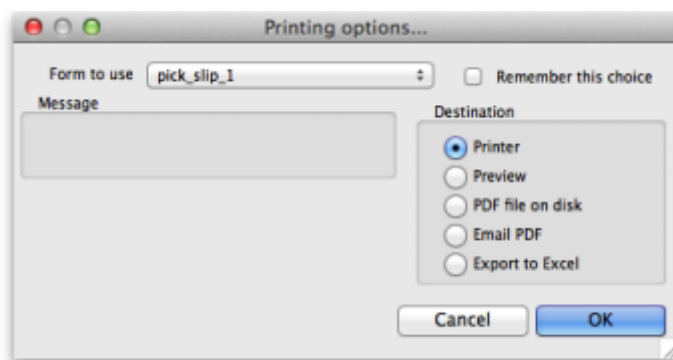 Printing options...
Form to use pick_slip_1 Remember this choice
Message
Destination
Printer
Preview
PDF file on disk
Email PDF
Export to Excel
Cancel OK